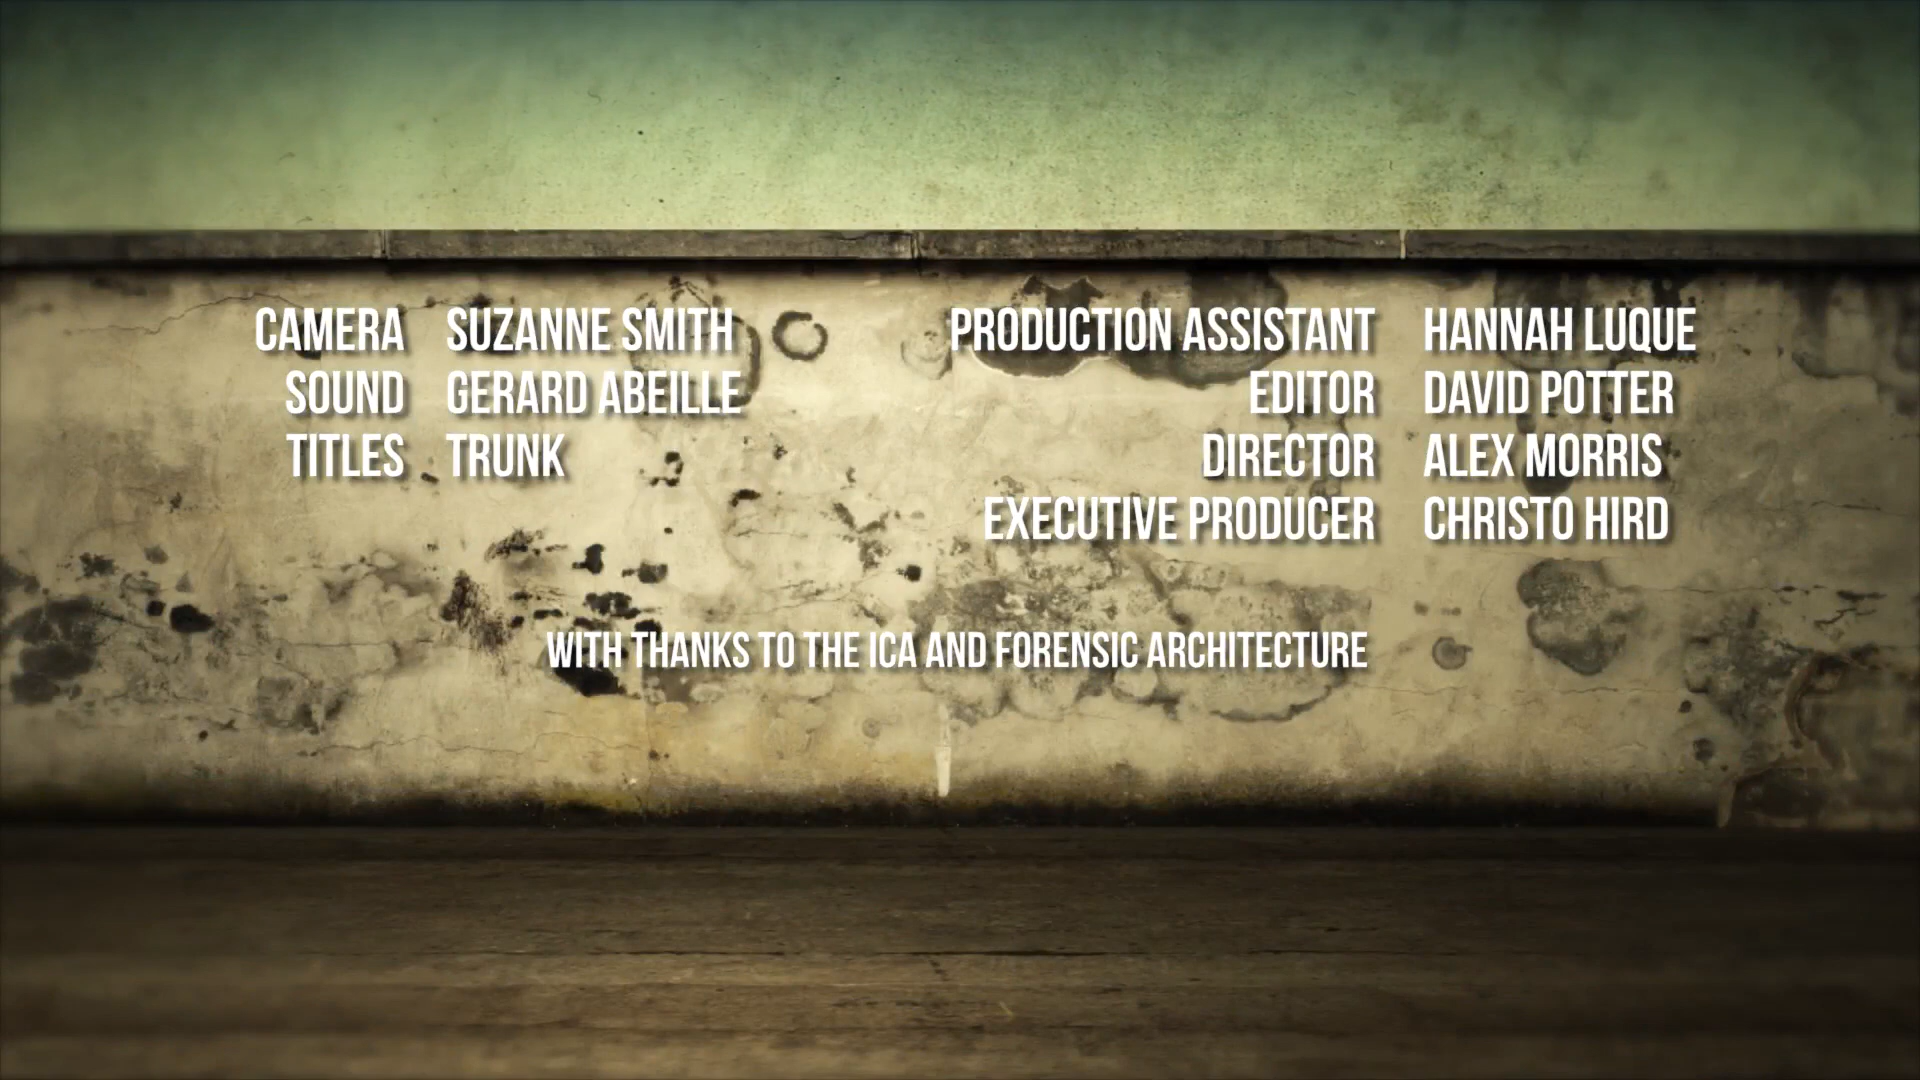 CAMERA SUZANNE SMITH
SOUND GERARD ABEILLE
TITLES TRUNK
PRODUCTION ASSISTANT HANNAH LUQUE
EDITOR DAVID POTTER
DIRECTOR ALEX MORRIS
EXECUTIVE PRODUCER CHRISTO HIRD
WITH THANKS TO THE ICA AND FORENSIC ARCHITECTURE